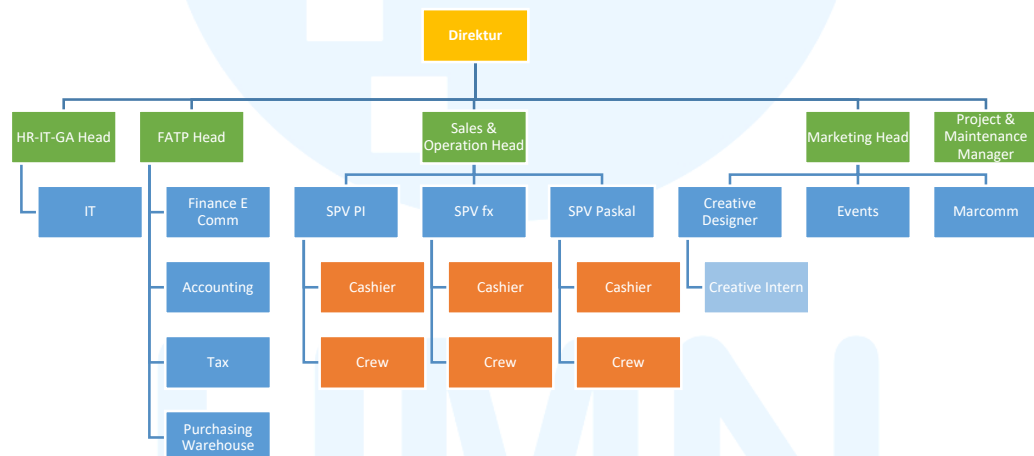 Direktur
HR-IT-GA Head
FATP Head
Sales &
Operation Head
Marketing Head
Project &
Maintenance
Manager
IT
Finance E
Comm
SPV PI
SPV fx
SPV Paskal
Creative
Designer
Events
Marcomm
Accounting
Cashier
Cashier
Cashier
Creative Intern
Tax
Crew
Crew
Crew
Purchasing
Warehouse
UMN